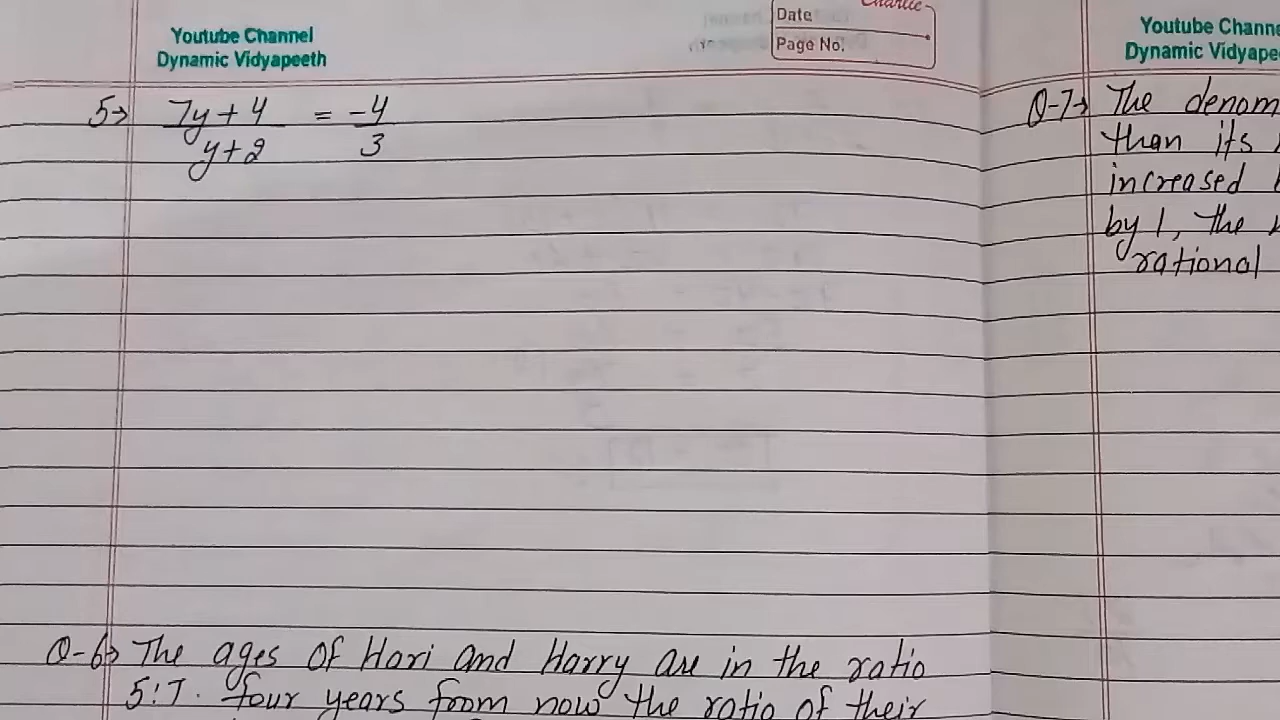 Youtube Channel
Dynamic Vidyapeeth
Date
Page No.
5→ 7y+4 = -4
y+2 3
Q-6→ The ages of Hari and Harry are in the ratio
5:7. four years from now the ratio of their
Youtube Channe
Dynamic Vidyape
Q-7→ The denom
than its
increased
by 1, the
rational